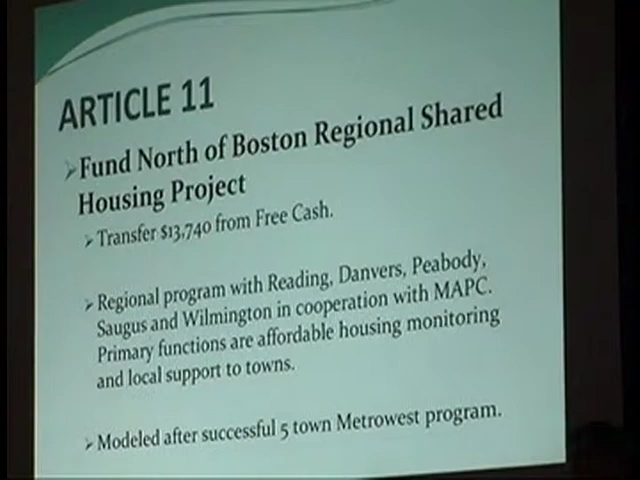 ARTICLE 11
➢Fund North of Boston Regional Shared
Housing Project
➢ Transfer $13,740 from Free Cash.
➢ Regional program with Reading, Danvers, Peabody,
Saugus and Wilmington in cooperation with MAPC.
Primary functions are affordable housing monitoring
and local support to towns.
➢ Modeled after successful 5 town Metrowest program.